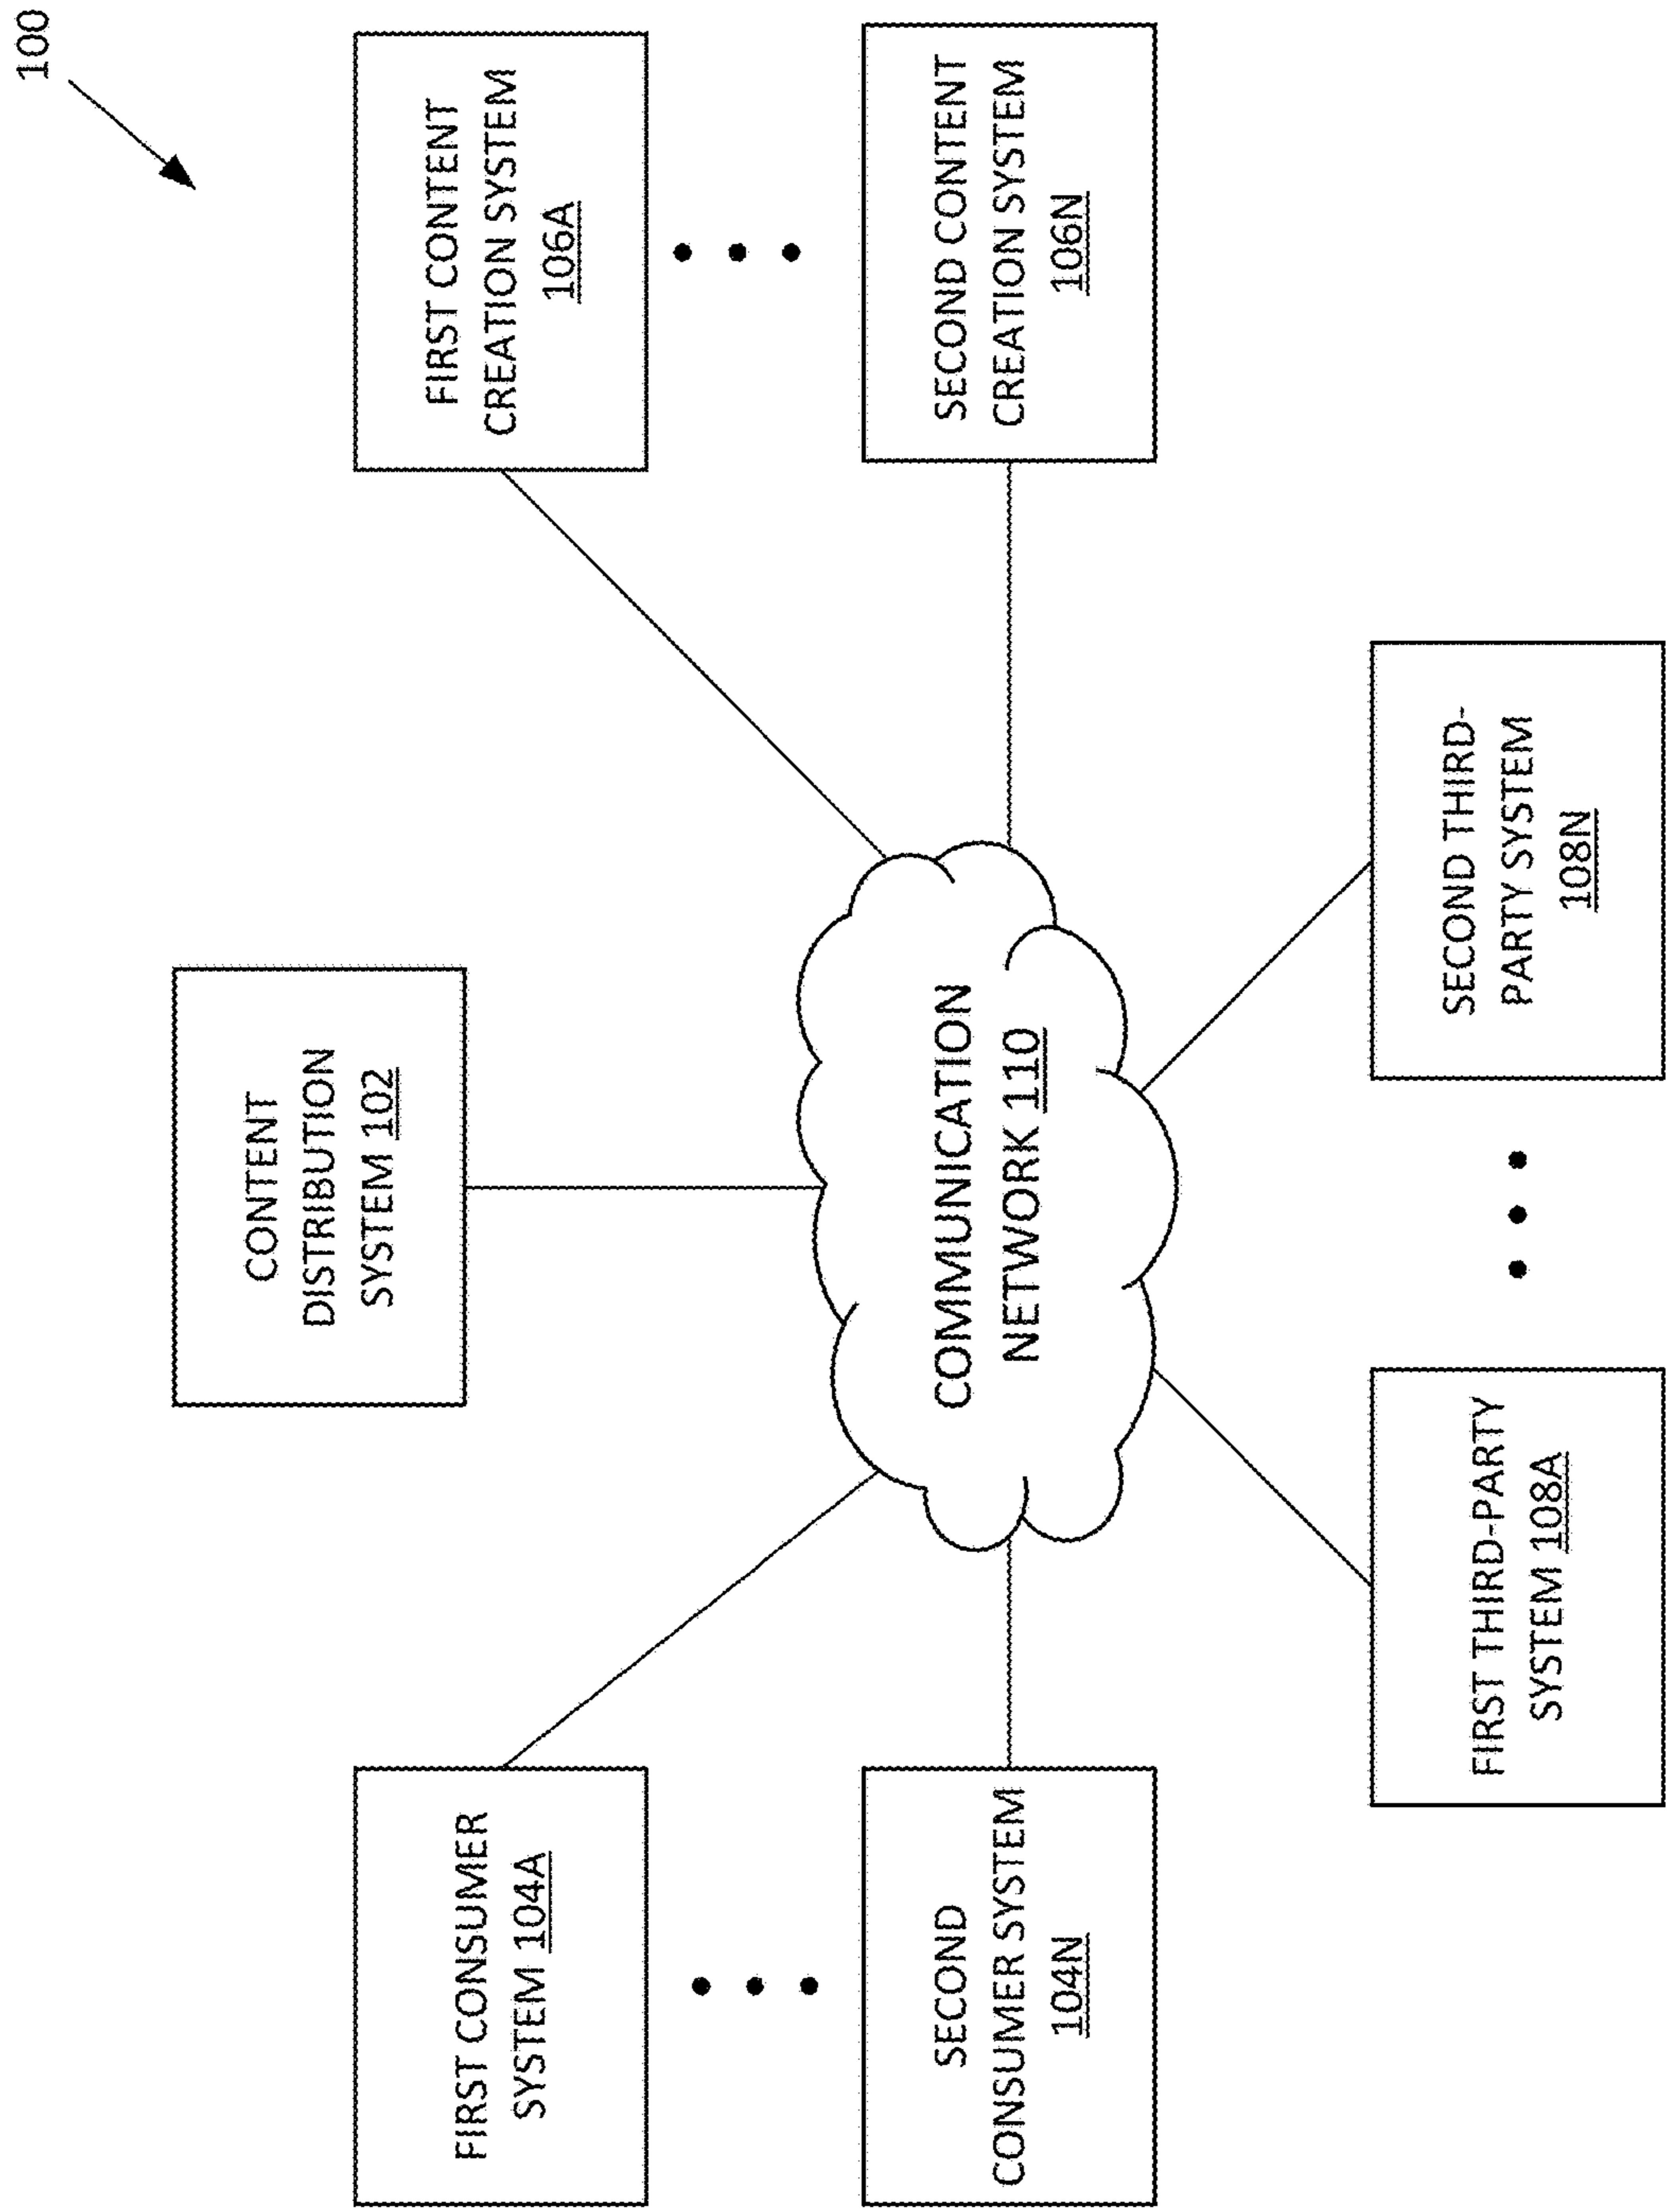 100
CONTENT
DISTRIBUTION
SYSTEM 102
FIRST CONSUMER
SYSTEM 104A
FIRST CONTENT
CREATION SYSTEM
106A
COMMUNICATION
NETWORK 110
SECOND
CONSUMER SYSTEM
104N
SECOND CONTENT
CREATION SYSTEM
106N
FIRST THIRD-PARTY
SYSTEM 108A
SECOND THIRD-
PARTY SYSTEM
108N